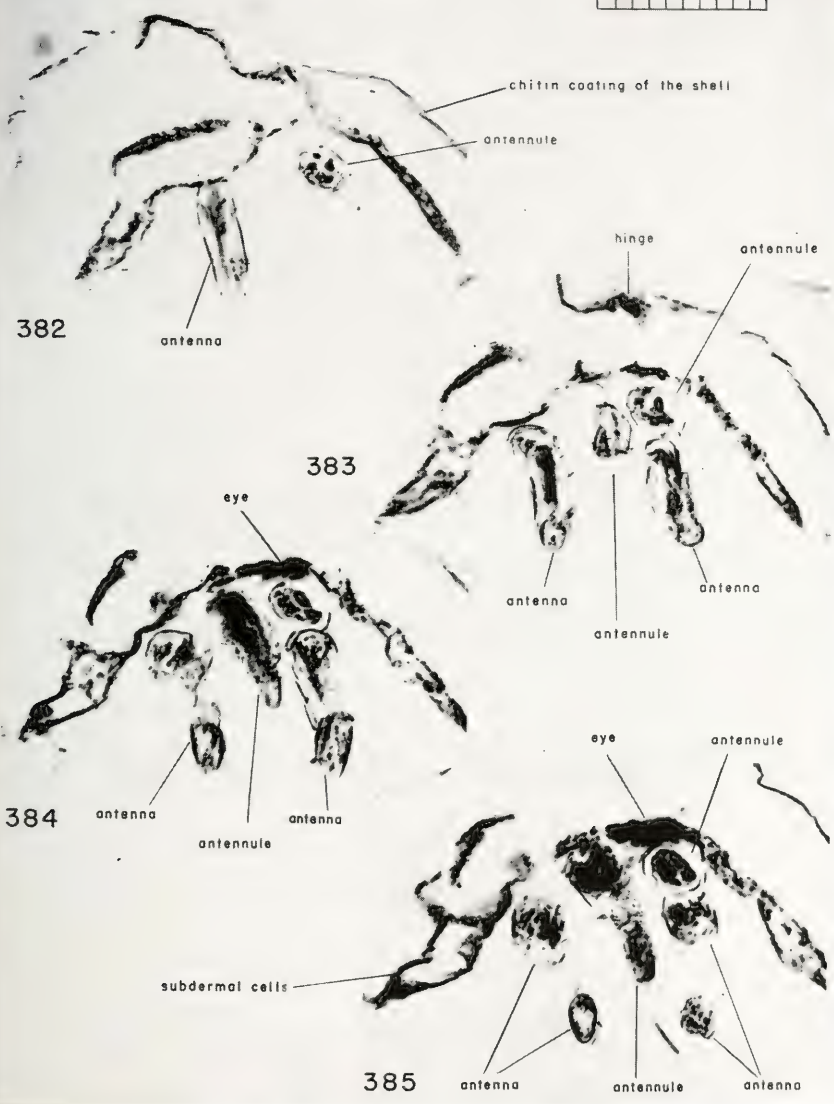 chitin coating of the shell
antennule
antenna
382
hinge
antennule
383
antenna
antennule
antenna
eye
384
antenna
antennule
antenna
eye
antennule
subdermal cells
385
antenna
antennule
antenna